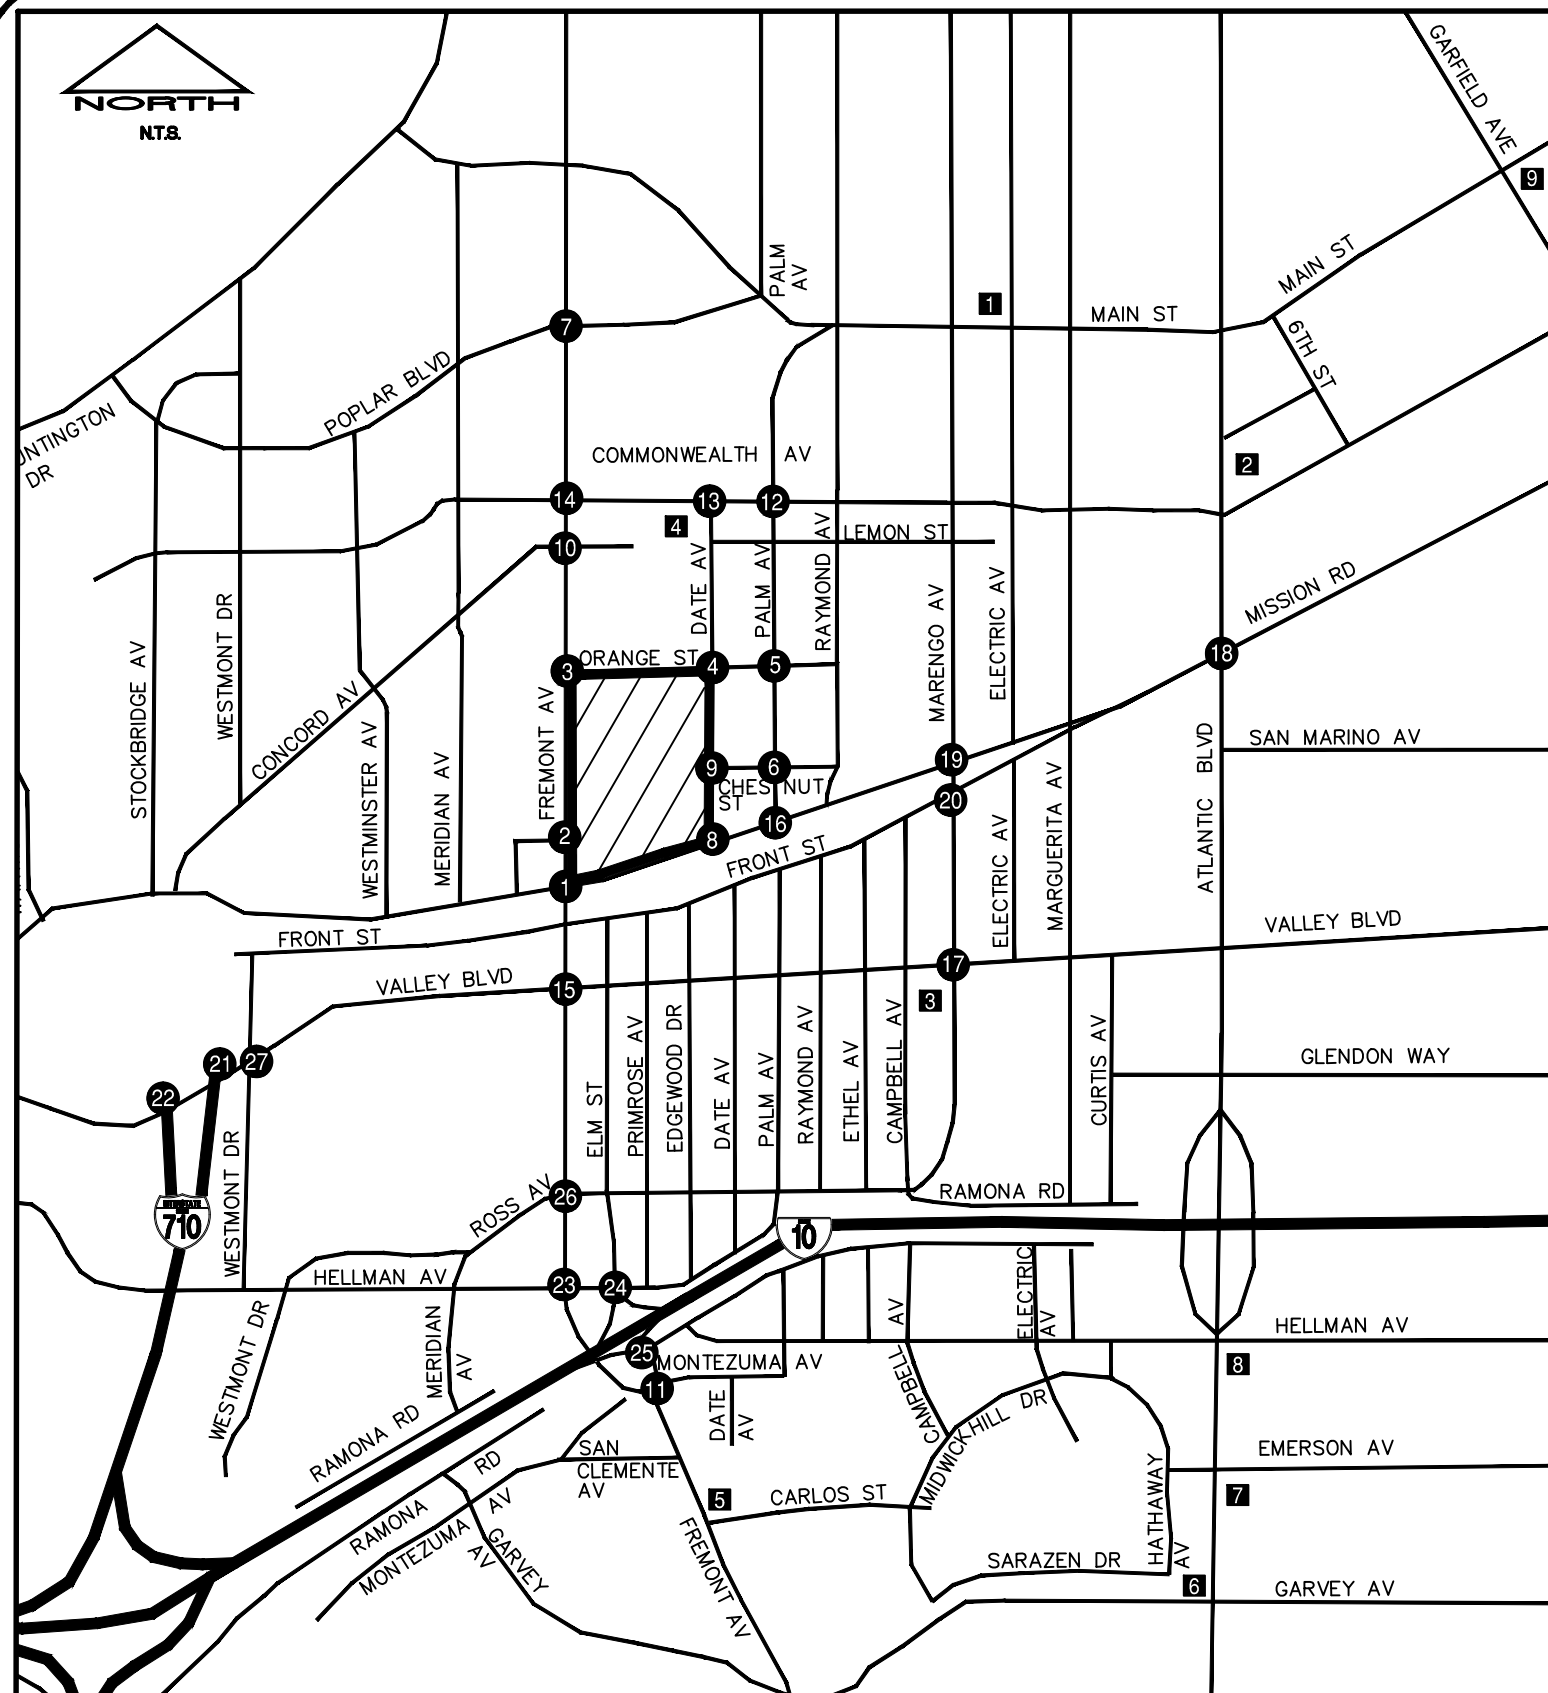 NORTH
N.T.S.
GARFIELD AVE
9
MAIN ST
PALM
AV
1
MAIN ST
7
6TH ST
POPLAR BLVD
HUNTINGTON
DR
COMMONWEALTH AV
2
14
13
12
4
RAYMOND AV
LEMON ST
10
DATE AV
PALM AV
ELECTRIC AV
MARENGO AV
MISSION RD
WESTMONT DR
STOCKBRIDGE AV
CONCORD AV
ORANGE ST
3
4
5
18
FREMONT AV
WESTMINSTER AV
MERIDIAN AV
ATLANTIC BLVD
SAN MARINO AV
19
9
6
CHESTNUT
ST
20
MARGUERITA AV
ELECTRIC AV
2
8
16
FRONT ST
1
VALLEY BLVD
FRONT ST
VALLEY BLVD
15
17
3
21
27
22
ELM ST
PRIMROSE AV
EDGEWOOD DR
DATE AV
PALM AV
RAYMOND AV
ETHEL AV
CAMPBELL AV
CURTIS AV
GLENDON WAY
WESTMONT DR
ROSS AV
26
RAMONA RD
INTERSTATE
710
10
HELLMAN AV
23
24
WESTMONT DR
MERIDIAN
AV
ELECTRIC
AV
CAMPBELL
AV
HELLMAN AV
25
MONTEZUMA AV
8
11
DATE
AV
MIDWICKHILL DR
RAMONA RD
SAN
CLEMENTE
AV
EMERSON AV
RAMONA
RD
5
CARLOS ST
7
HATHAWAY
AV
MONTEZUMA
AV
GARVEY
AV
FREMONT AV
SARAZEN DR
6
GARVEY AV